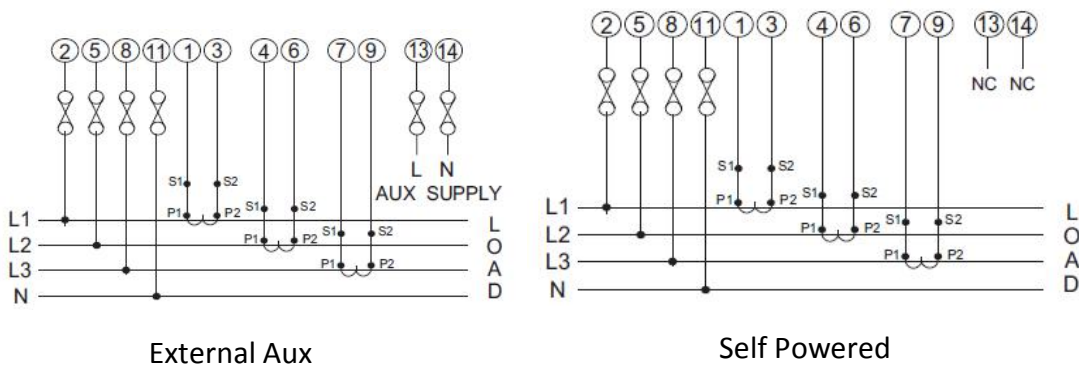 2 5 8 11 1 3 4 6 7 9 13 14
L N
AUX SUPPLY
S1 S2
S1 S2
S1 S2
P1 P2
P1 P2
P1 P2
L1
L2
L3
N
L
O
A
D
External Aux
2 5 8 11 1 3 4 6 7 9 13 14
NC NC
S1 S2
S1 S2
S1 S2
P1 P2
P1 P2
P1 P2
L1
L2
L3
N
L
O
A
D
Self Powered